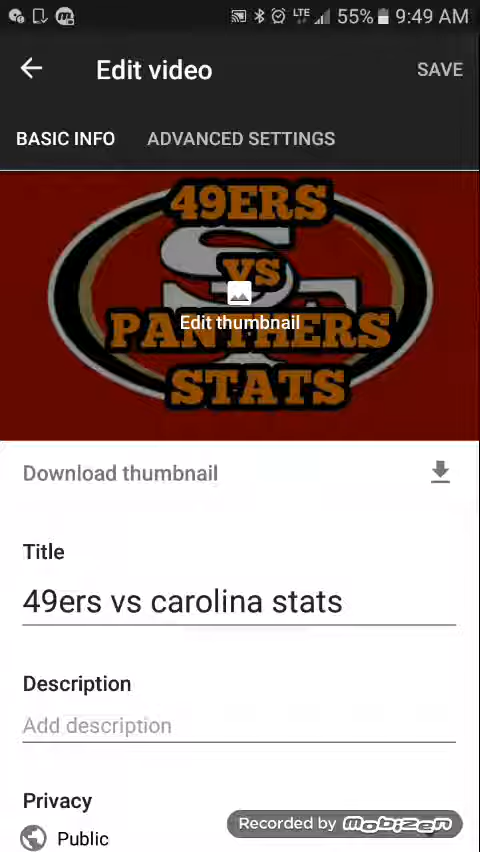 LTE 55% 9:49 AM
Edit video SAVE
BASIC INFO ADVANCED SETTINGS
49ERS
VS
Edit thumbnail
PANTHERS
STATS
Download thumbnail
Title
49ers vs carolina stats
Description
Add description
Privacy
Public
Recorded by mobizen